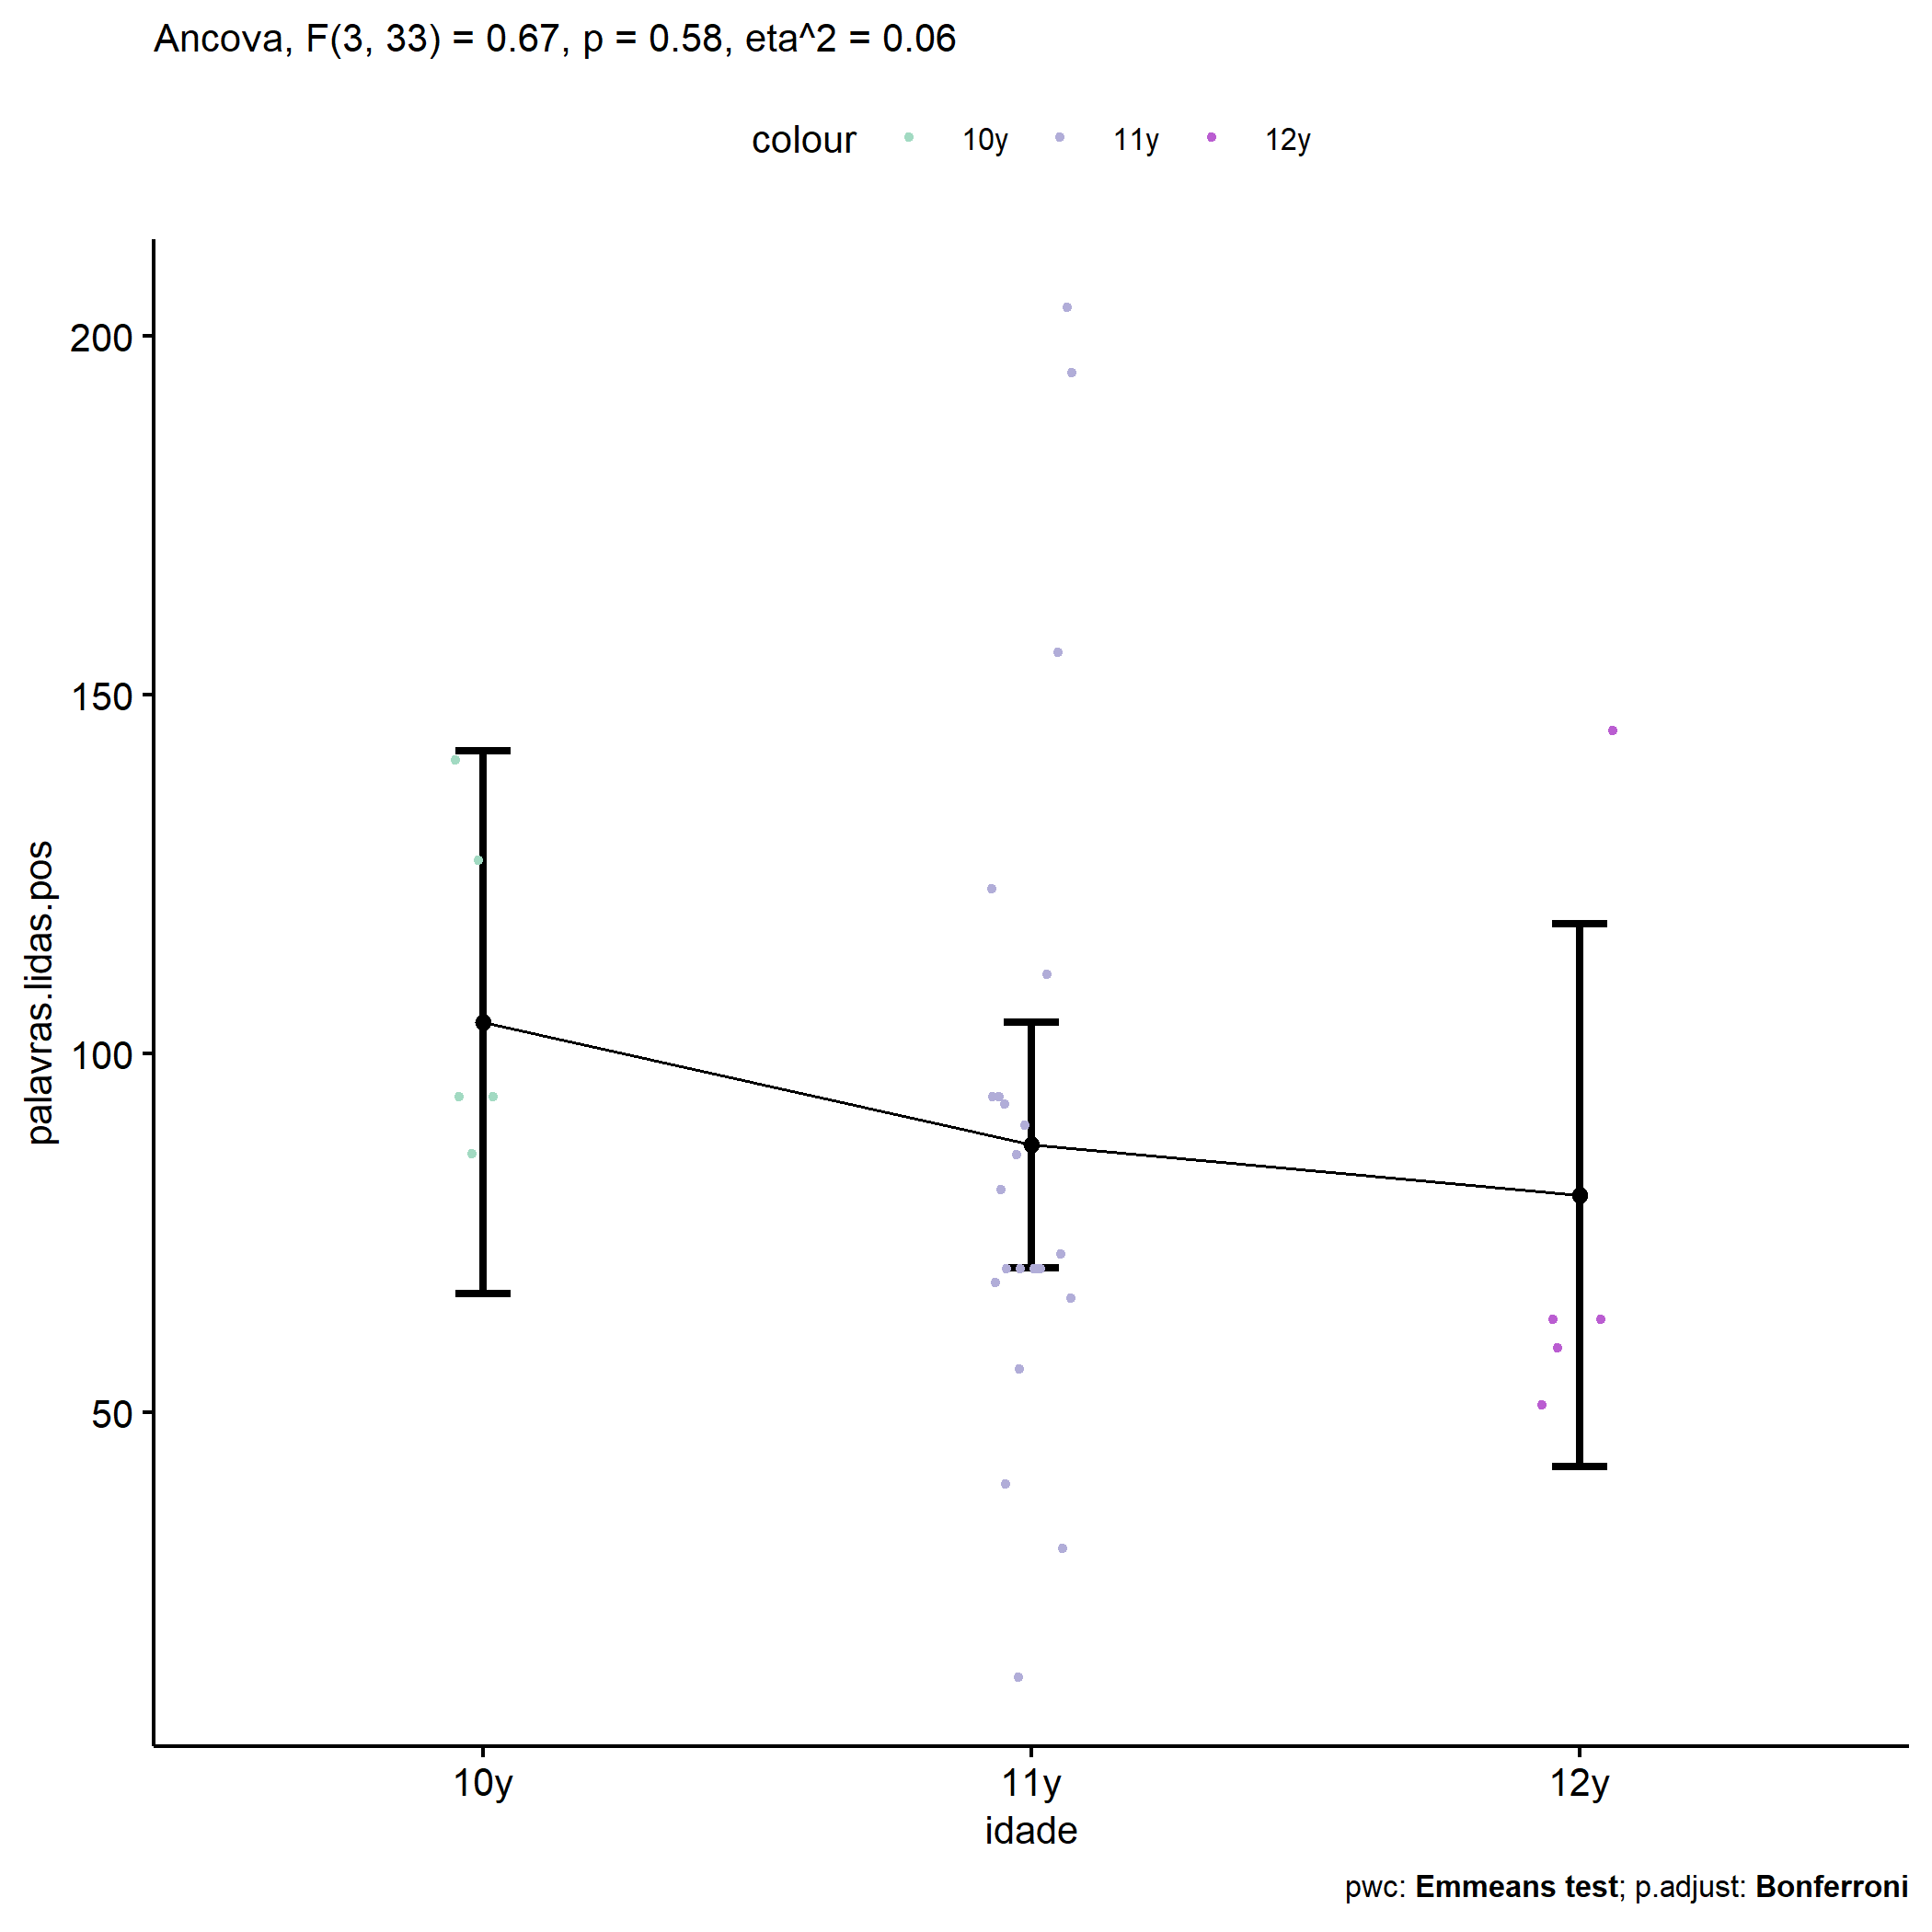 Ancova, F(3, 33) = 0.67, p = 0.58, eta^2 = 0.06
colour 10y 11y 12y
200
150
100
50
palavras.lidas.pos
10y 11y 12y
idade
pwc: Emmeans test; p.adjust: Bonferroni